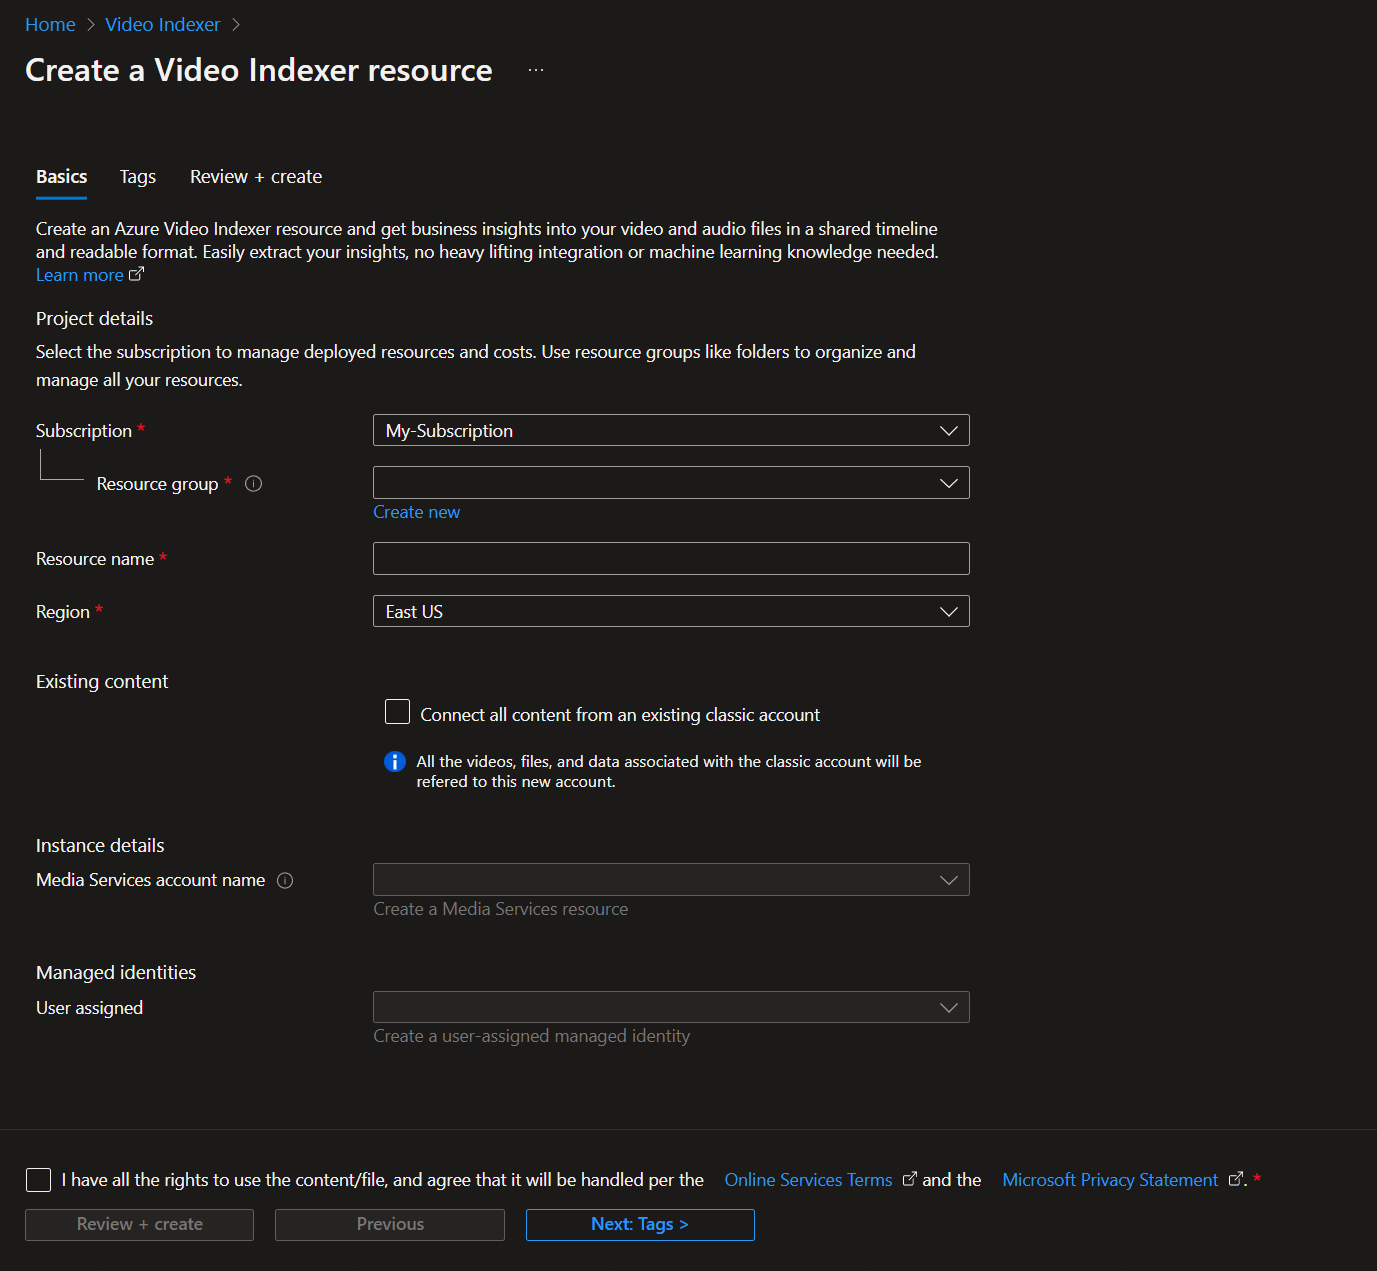 Home > Video Indexer >
Create a Video Indexer resource ...
Basics Tags Review + create
Create an Azure Video Indexer resource and get business insights into your video and audio files in a shared timeline
and readable format. Easily extract your insights, no heavy lifting integration or machine learning knowledge needed.
Learn more
Project details
Select the subscription to manage deployed resources and costs. Use resource groups like folders to organize and
manage all your resources.
Subscription * My-Subscription
Resource group *
Create new
Resource name *
Region * East US
Existing content
Connect all content from an existing classic account
All the videos, files, and data associated with the classic account will be
refered to this new account.
Instance details
Media Services account name
Create a Media Services resource
Managed identities
User assigned
Create a user-assigned managed identity
I have all the rights to use the content/file, and agree that it will be handled per the Online Services Terms and the Microsoft Privacy Statement . *
Review + create Previous Next: Tags >